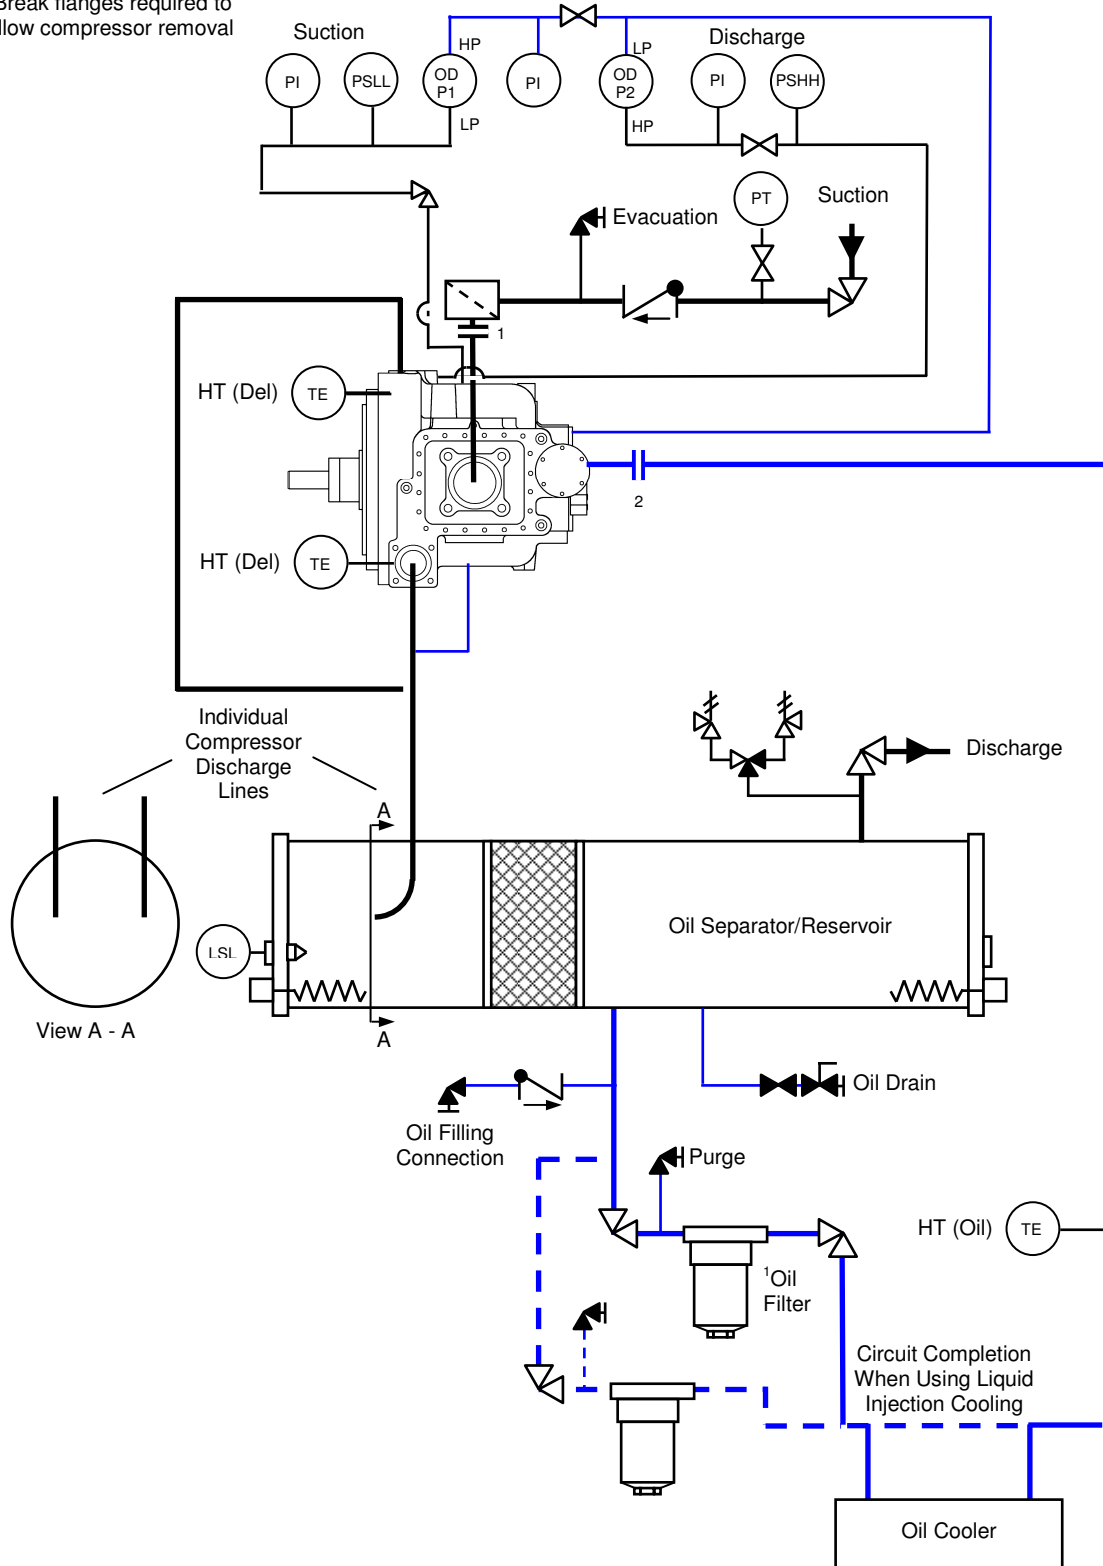 Break flanges required to
llow compressor removal
Suction
HP
LP
Discharge
PI
PSLL
OD
P1
PI
OD
P2
PI
PSHH
LP
HP
PT
Suction
Evacuation
1
HT (Del)
TE
2
HT (Del)
TE
Individual
Compressor
Discharge
Lines
Discharge
A
Oil Separator/Reservoir
LSL
View A - A
A
Oil Drain
Oil Filling
Connection
Purge
HT (Oil)
TE
1Oil
Filter
Circuit Completion
When Using Liquid
Injection Cooling
Oil Cooler